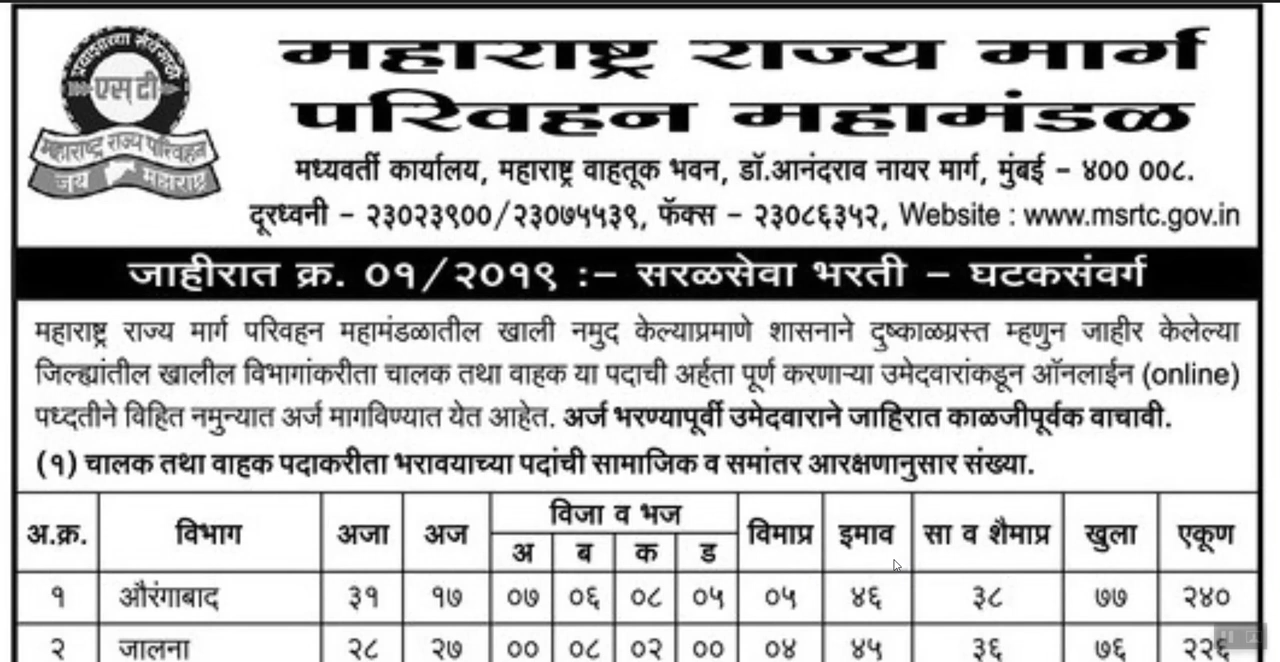 प्रवाशांच्या सेवेसाठी
एस् टी
महाराष्ट्र राज्य परिवहन
जय महाराष्ट्र
महाराष्ट्र राज्य मार्ग
परिवहन महामंडळ
मध्यवर्ती कार्यालय, महाराष्ट्र वाहतूक भवन, डॉ.आनंदराव नायर मार्ग, मुंबई – ४०० ००८.
दूरध्वनी – २३०२३९००/२३०७५५३९, फॅक्स – २३०८६३५२, Website : www.msrtc.gov.in
जाहीरात क्र. ०१/२०१९ :– सरळसेवा भरती – घटकसंवर्ग
महाराष्ट्र राज्य मार्ग परिवहन महामंडळातील खाली नमुद केल्याप्रमाणे शासनाने दुष्काळग्रस्त म्हणुन जाहीर केलेल्या
जिल्ह्यांतील खालील विभागांकरीता चालक तथा वाहक या पदाची अर्हता पूर्ण करणाऱ्या उमेदवारांकडून ऑनलाईन (online)
पध्दतीने विहित नमुन्यात अर्ज मागविण्यात येत आहेत. अर्ज भरण्यापूर्वी उमेदवाराने जाहिरात काळजीपूर्वक वाचावी.
(१) चालक तथा वाहक पदाकरीता भरावयाच्या पदांची सामाजिक व समांतर आरक्षणानुसार संख्या.
अ.क्र. विभाग अजा अज विजा व भज विमाप्र इमाव सा व शैमाप्र खुला एकूण
अ ब क ड
१ औरंगाबाद ३१ १७ ०७ ०६ ०८ ०५ ०५ ४६ ३८ ७७ २४०
२ जालना २८ २७ ०० ०८ ०२ ०० ०४ ४५ ३६ ७६ २२६